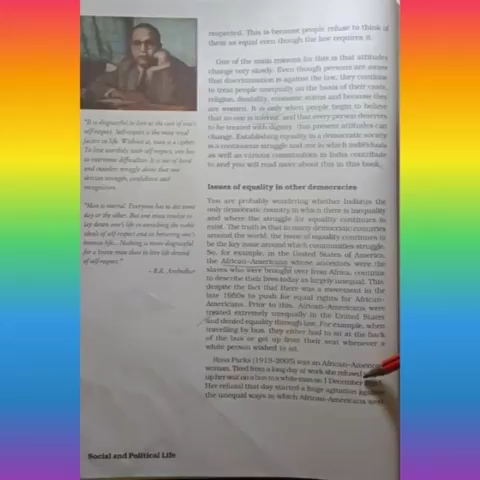 "It is disgraceful to live at the cost of one's
self-respect. Self-respect is the most vital
factor in life. Without it, man is a cipher.
To live worthily with self-respect, one has
to overcome difficulties. It is out of hard
and ceaseless struggle alone that one
derives strength, confidence and
recognition.
"Man is mortal. Everyone has to die some
day or the other. But one must resolve to
lay down one's life in enriching the noble
ideals of self-respect and in bettering one's
human life... Nothing is more disgraceful
for a brave man than to live life devoid
of self-respect."
– B.R. Ambedkar
respected. This is because people refuse to think of
them as equal even though the law requires it.
One of the main reasons for this is that attitudes
change very slowly. Even though persons are aware
that discrimination is against the law, they continue
to treat people unequally on the basis of their caste,
religion, disability, economic status and because they
are women. It is only when people begin to believe
that no one is inferior, and that every person deserves
to be treated with dignity, that present attitudes can
change. Establishing equality in a democratic society
is a continuous struggle and one in which individuals
as well as various communities in India contribute
to and you will read more about this in this book.
Issues of equality in other democracies
You are probably wondering whether India is the
only democratic country in which there is inequality
and where the struggle for equality continues to
exist. The truth is that in many democratic countries
around the world, the issue of equality continues to
be the key issue around which communities struggle.
So, for example, in the United States of America,
the African-Americans whose ancestors were the
slaves who were brought over from Africa, continue
to describe their lives today as largely unequal. This,
despite the fact that there was a movement in the
late 1950s to push for equal rights for African-
Americans. Prior to this, African-Americans were
treated extremely unequally in the United States
and denied equality through law. For example, when
travelling by bus, they either had to sit at the back
of the bus or get up from their seat whenever a
white person wished to sit.
Rosa Parks (1913–2005) was an African-American
woman. Tired from a long day at work she refused to give
up her seat on a bus to a white man on 1 December 1955.
Her refusal that day started a huge agitation against
the unequal ways in which African-Americans were
Social and Political Life